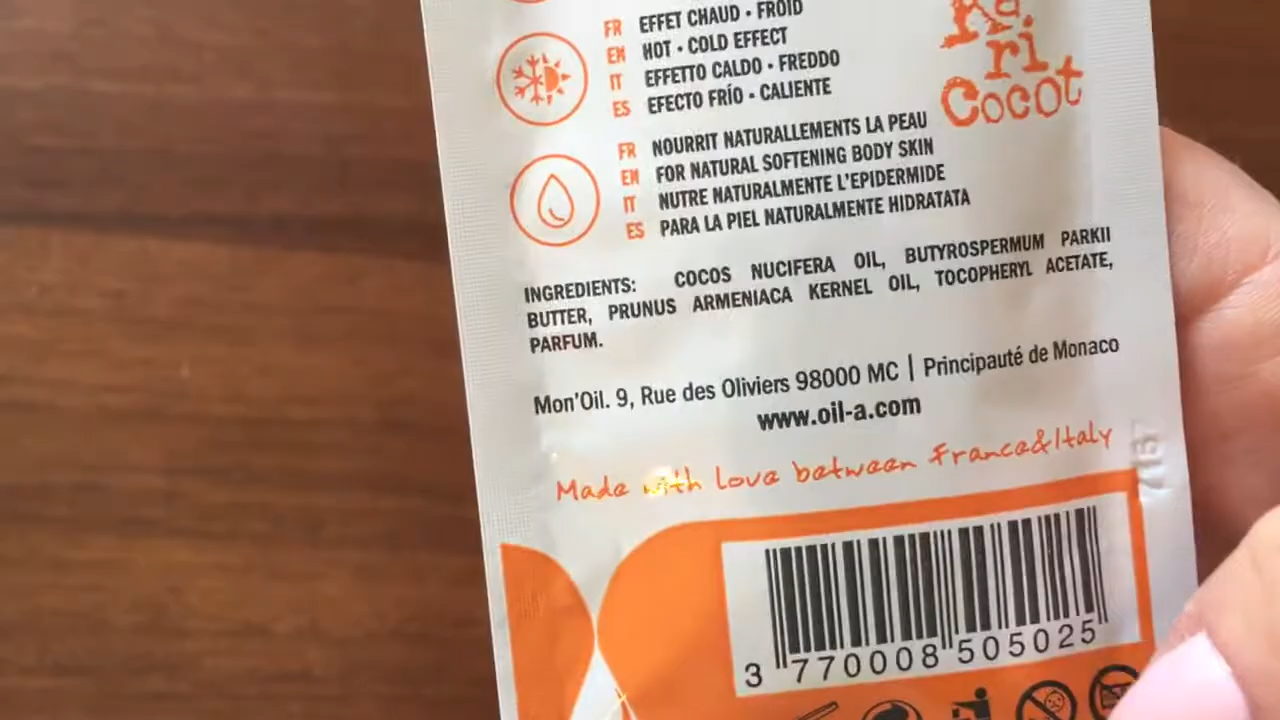 FR EFFET CHAUD • FROID
EN HOT • COLD EFFECT
IT EFFETTO CALDO • FREDDO
ES EFECTO FRÍO • CALIENTE
Ka
ri
Cocot
FR NOURRIT NATURALLEMENTS LA PEAU
EN FOR NATURAL SOFTENING BODY SKIN
IT NUTRE NATURALMENTE L'EPIDERMIDE
ES PARA LA PIEL NATURALMENTE HIDRATATA
INGREDIENTS: COCOS NUCIFERA OIL, BUTYROSPERMUM PARKII
BUTTER, PRUNUS ARMENIACA KERNEL OIL, TOCOPHERYL ACETATE,
PARFUM.
Mon'Oil. 9, Rue des Oliviers 98000 MC | Principauté de Monaco
www.oil-a.com
Made with love between France&Italy
3 770008 505025